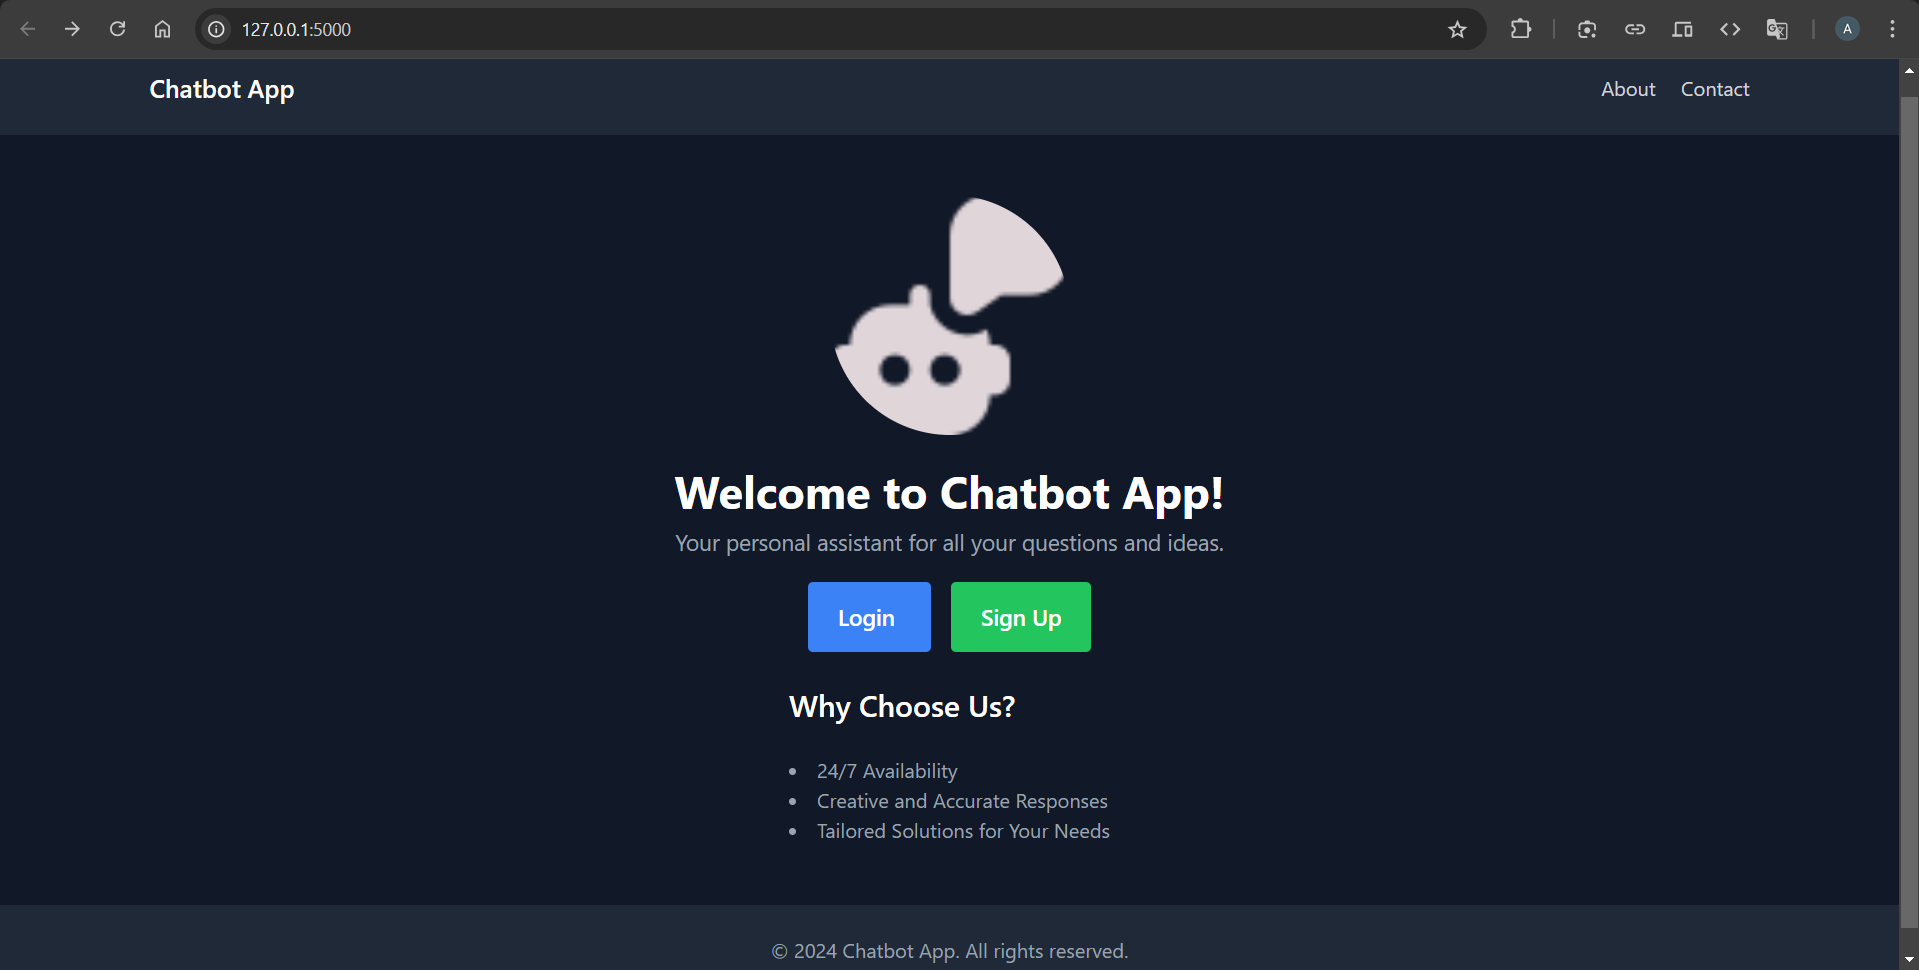 127.0.0.1:5000
A
Chatbot App
About Contact
Welcome to Chatbot App!
Your personal assistant for all your questions and ideas.
Login Sign Up
Why Choose Us?
• 24/7 Availability
• Creative and Accurate Responses
• Tailored Solutions for Your Needs
© 2024 Chatbot App. All rights reserved.